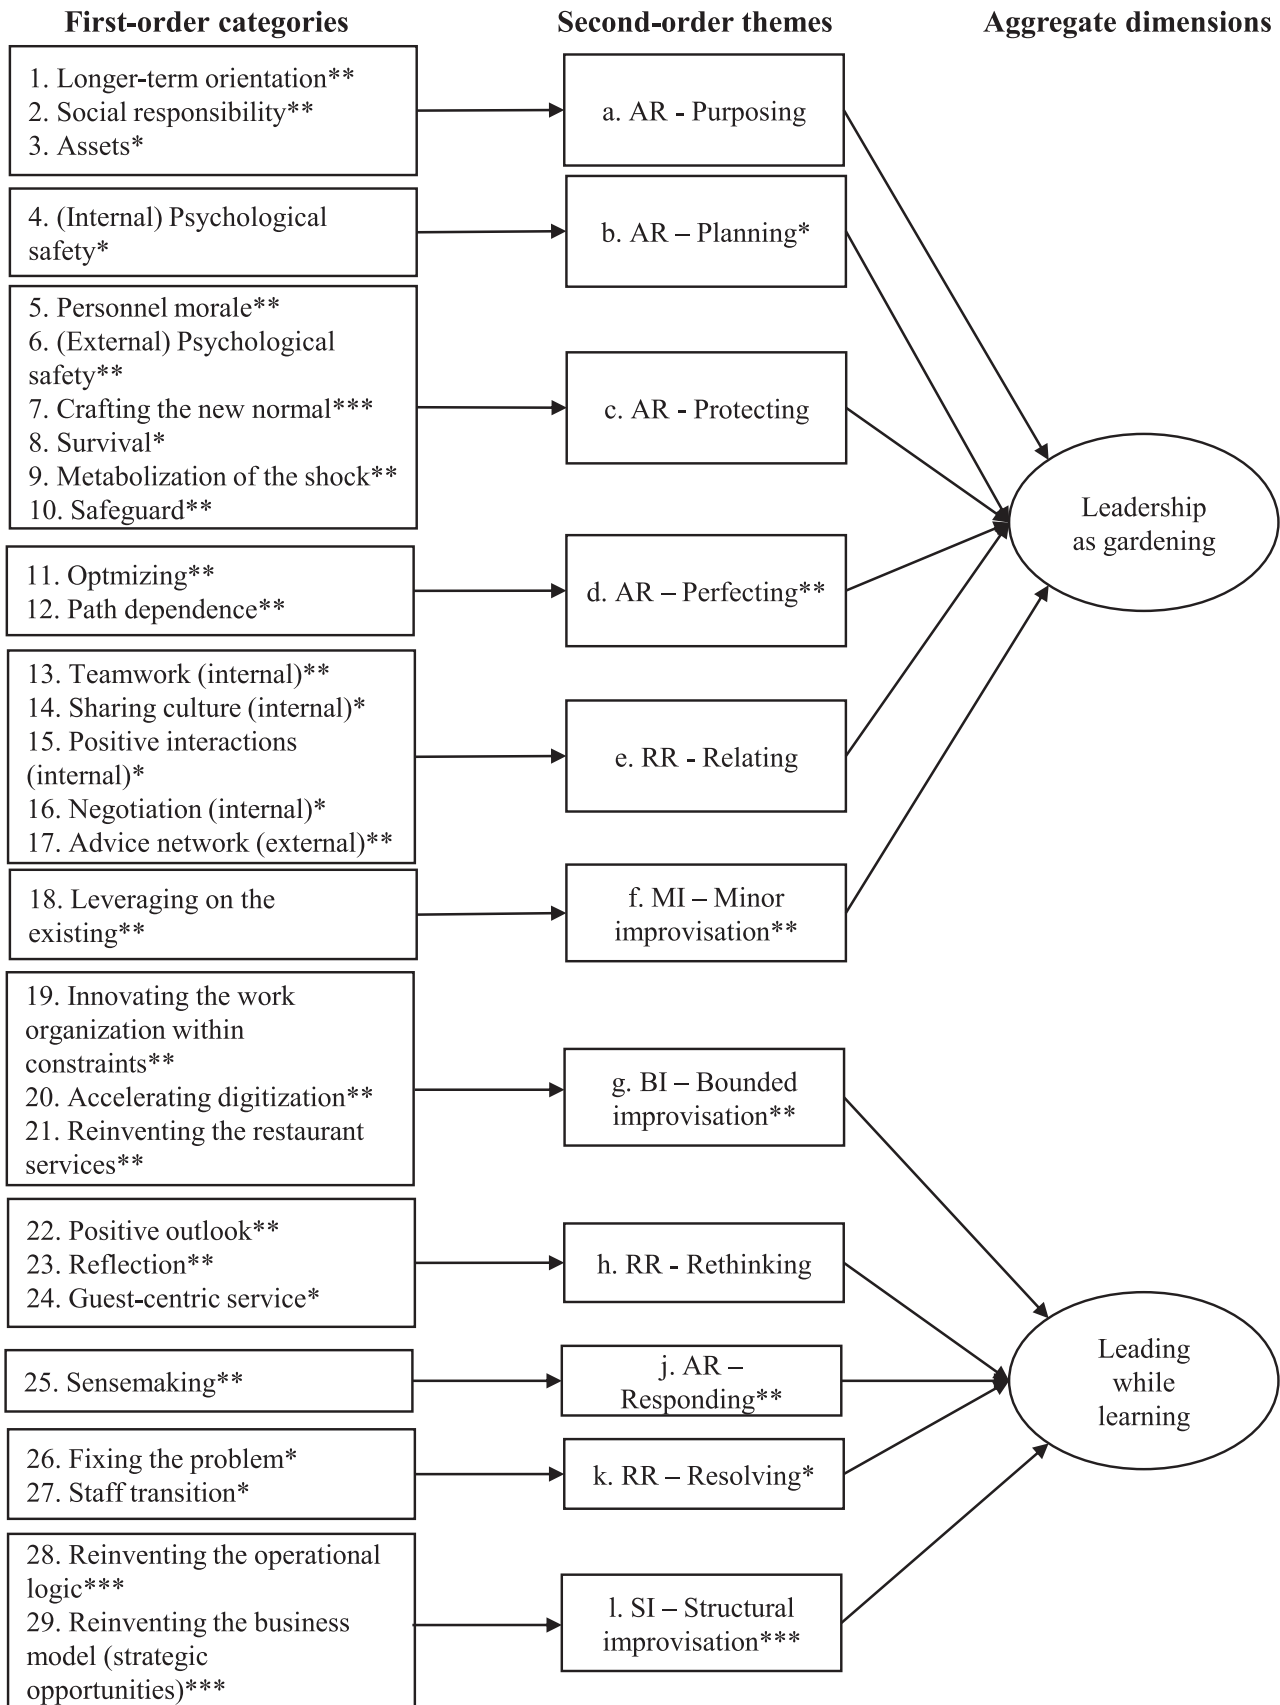 First-order categories
Second-order themes
Aggregate dimensions
1. Longer-term orientation**
2. Social responsibility**
3. Assets*
a. AR - Purposing
4. (Internal) Psychological
safety*
b. AR – Planning*
5. Personnel morale**
6. (External) Psychological
safety**
7. Crafting the new normal***
8. Survival*
9. Metabolization of the shock**
10. Safeguard**
c. AR - Protecting
11. Optmizing**
12. Path dependence**
d. AR – Perfecting**
13. Teamwork (internal)**
14. Sharing culture (internal)*
15. Positive interactions
(internal)*
16. Negotiation (internal)*
17. Advice network (external)**
e. RR - Relating
18. Leveraging on the
existing**
f. MI – Minor
improvisation**
Leadership
as gardening
19. Innovating the work
organization within
constraints**
20. Accelerating digitization**
21. Reinventing the restaurant
services**
g. BI – Bounded
improvisation**
22. Positive outlook**
23. Reflection**
24. Guest-centric service*
h. RR - Rethinking
25. Sensemaking**
j. AR –
Responding**
26. Fixing the problem*
27. Staff transition*
k. RR – Resolving*
28. Reinventing the operational
logic***
29. Reinventing the business
model (strategic
opportunities)***
l. SI – Structural
improvisation***
Leading
while
learning